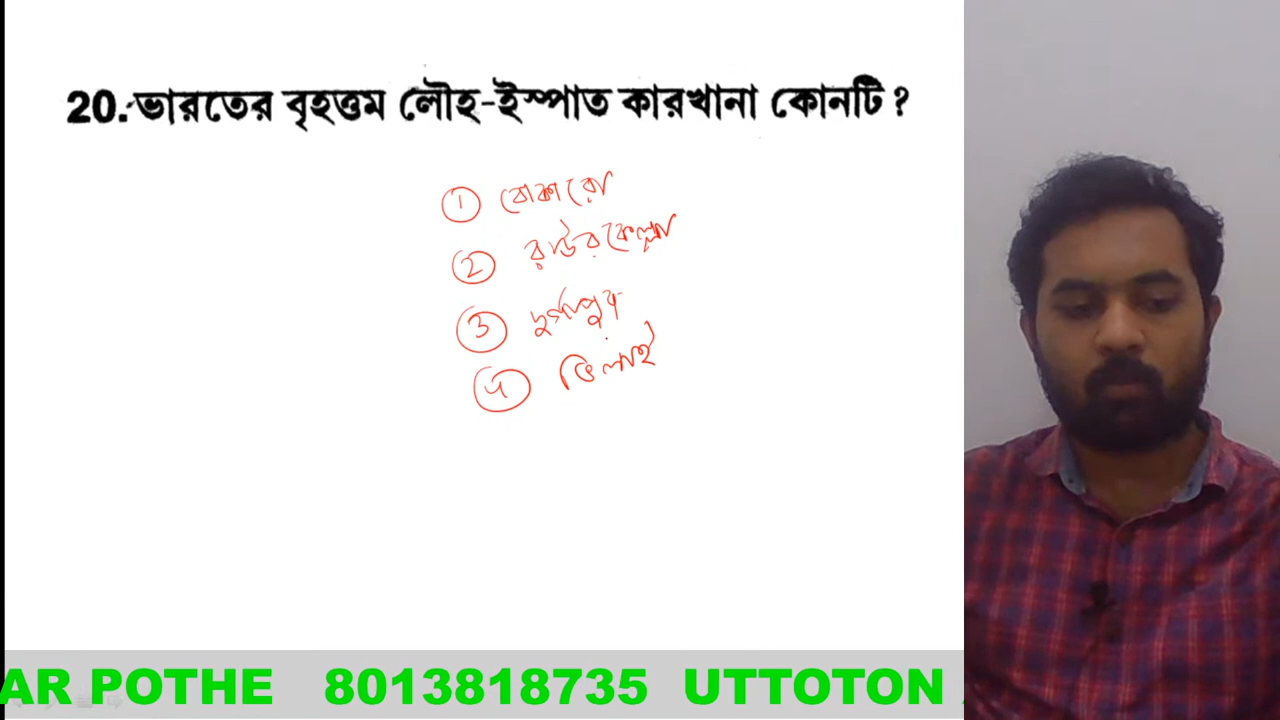 20. ভারতের বৃহত্তম লৌহ-ইস্পাত কারখানা কোনটি ?
① বোকারো
② রাউরকেল্লা
③ দুর্গাপুর
④ ভিলাই
AR POTHE 8013818735 UTTOTON